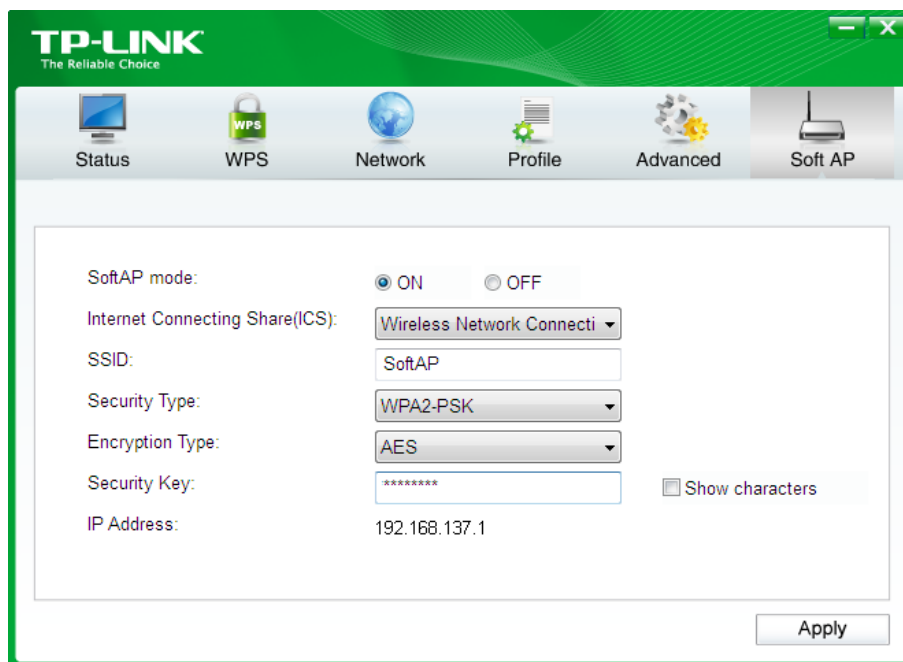 TP-LINK
The Reliable Choice
WPS
Status WPS Network Profile Advanced Soft AP
SoftAP mode: ON OFF
Internet Connecting Share(ICS): Wireless Network Connecti
SSID: SoftAP
Security Type: WPA2-PSK
Encryption Type: AES
Security Key: ******** Show characters
IP Address: 192.168.137.1
Apply